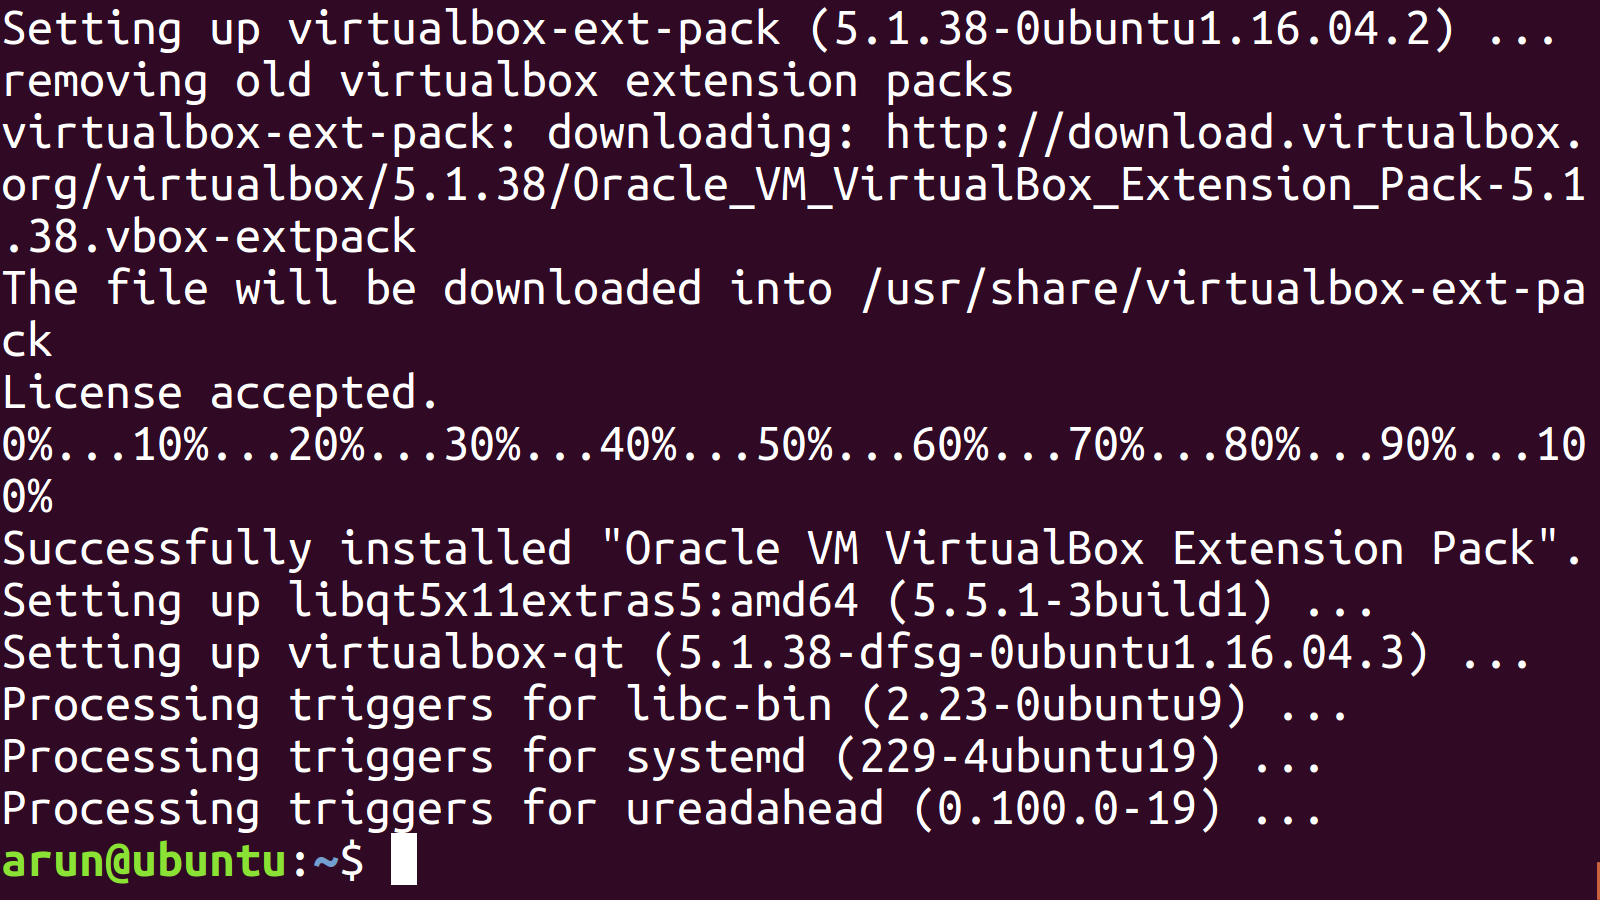 Setting up virtualbox-ext-pack (5.1.38-0ubuntu1.16.04.2) ...
removing old virtualbox extension packs
virtualbox-ext-pack: downloading: http://download.virtualbox.
org/virtualbox/5.1.38/Oracle_VM_VirtualBox_Extension_Pack-5.1
.38.vbox-extpack
The file will be downloaded into /usr/share/virtualbox-ext-pa
ck
License accepted.
0%...10%...20%...30%...40%...50%...60%...70%...80%...90%...10
0%
Successfully installed "Oracle VM VirtualBox Extension Pack".
Setting up libqt5x11extras5:amd64 (5.5.1-3build1) ...
Setting up virtualbox-qt (5.1.38-dfsg-0ubuntu1.16.04.3) ...
Processing triggers for libc-bin (2.23-0ubuntu9) ...
Processing triggers for systemd (229-4ubuntu19) ...
Processing triggers for ureadahead (0.100.0-19) ...
arun@ubuntu:~$